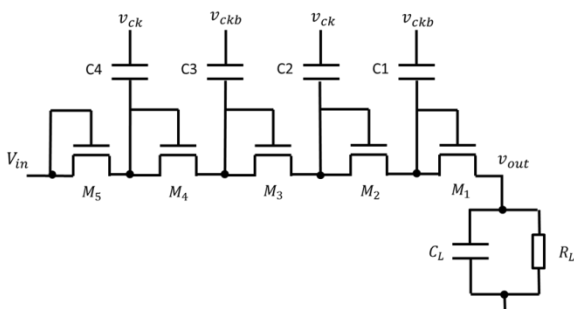 v_ck v_ckb v_ck v_ckb
C4 C3 C2 C1
V_in v_out
M_5 M_4 M_3 M_2 M_1
C_L R_L